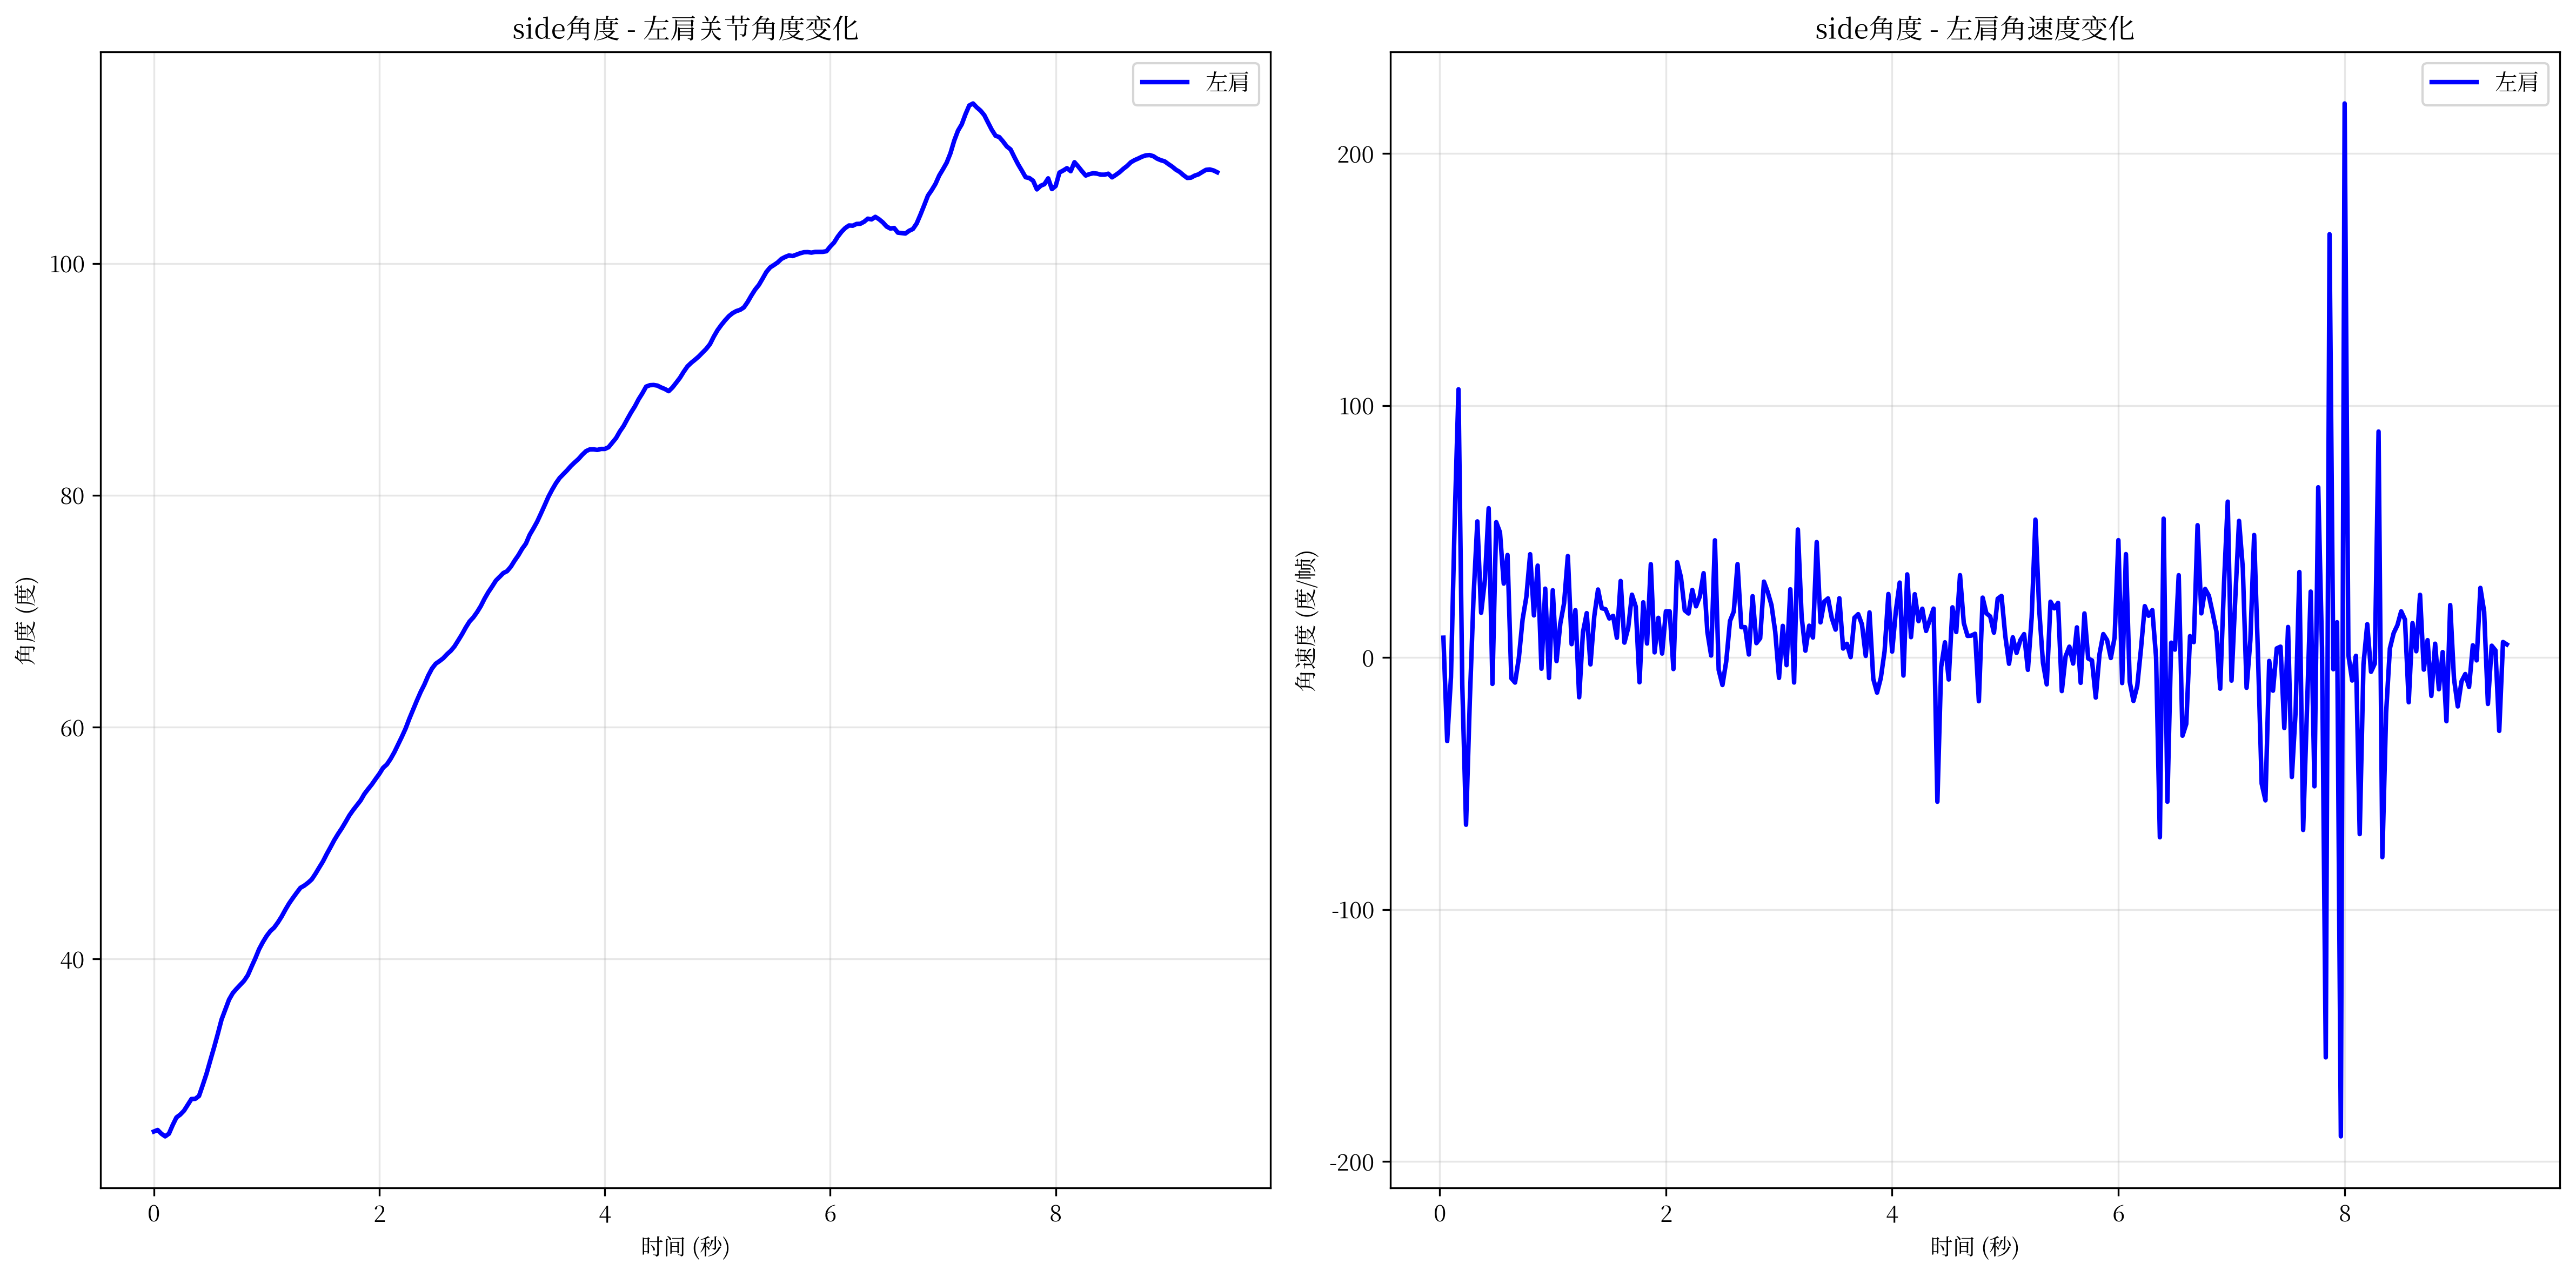 side角度 - 左肩关节角度变化
左肩
角度 (度)
100
80
60
40
0 2 4 6 8
时间 (秒)
side角度 - 左肩角速度变化
左肩
角速度 (度/帧)
200
100
0
-100
-200
0 2 4 6 8
时间 (秒)